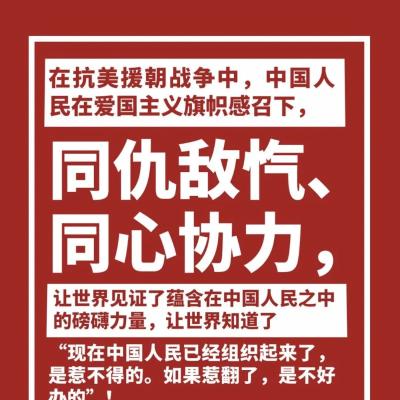 在抗美援朝战争中，中国人
民在爱国主义旗帜感召下，
同仇敌忾、
同心协力，
让世界见证了蕴含在中国人民之中
的磅礴力量，让世界知道了
“现在中国人民已经组织起来了，
是惹不得的。如果惹翻了，是不好
办的”！